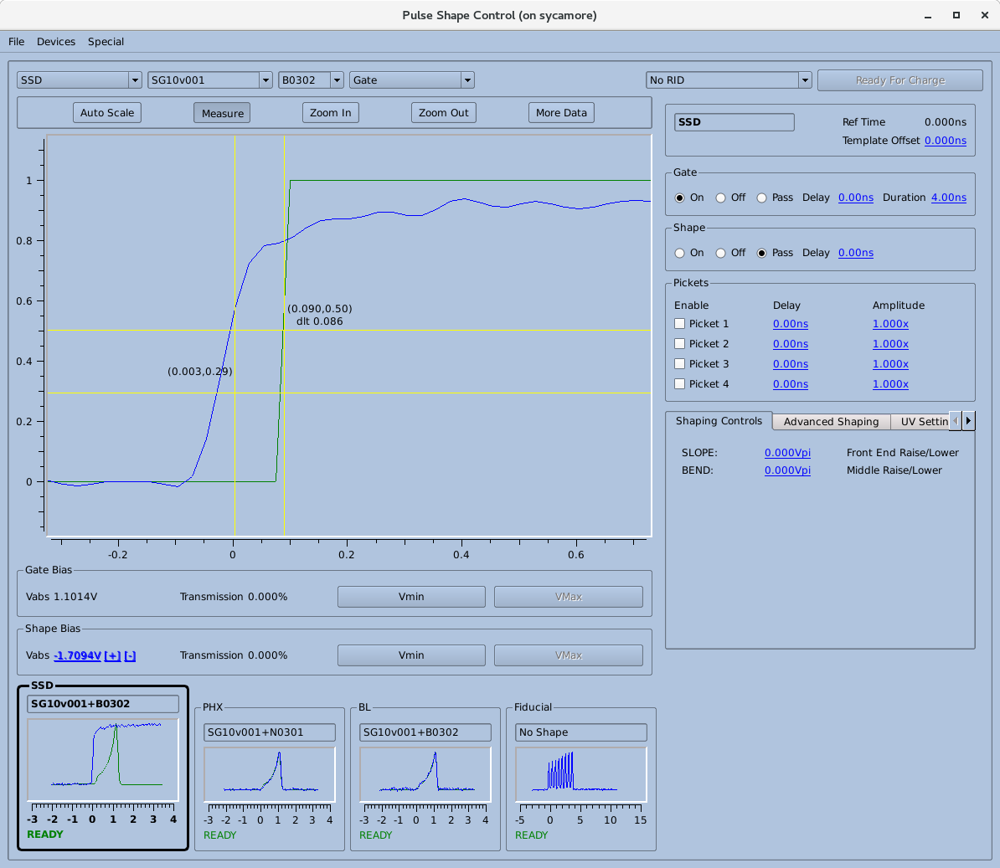 Pulse Shape Control (on sycamore)
File Devices Special
SSD SG10v001 B0302 Gate No RID Ready For Charge
Auto Scale Measure Zoom In Zoom Out More Data
1
0.8
0.6
0.4
0.2
0
(0.090,0.50)
dlt 0.086
(0.003,0.29)
-0.2 0 0.2 0.4 0.6
SSD Ref Time 0.000ns
Template Offset 0.000ns
Gate
On Off Pass Delay 0.00ns Duration 4.00ns
Shape
On Off Pass Delay 0.00ns
Pickets
Enable Delay Amplitude
Picket 1 0.00ns 1.000x
Picket 2 0.00ns 1.000x
Picket 3 0.00ns 1.000x
Picket 4 0.00ns 1.000x
Shaping Controls Advanced Shaping UV Settin
SLOPE: 0.000Vpi Front End Raise/Lower
BEND: 0.000Vpi Middle Raise/Lower
Gate Bias
Vabs 1.1014V Transmission 0.000% Vmin VMax
Shape Bias
Vabs -1.7094V [+] [-] Transmission 0.000% Vmin VMax
SSD
SG10v001+B0302
-3 -2 -1 0 1 2 3 4
READY
PHX
SG10v001+N0301
-3 -2 -1 0 1 2 3 4
READY
BL
SG10v001+B0302
-3 -2 -1 0 1 2 3 4
READY
Fiducial
No Shape
-5 0 5 10 15
READY